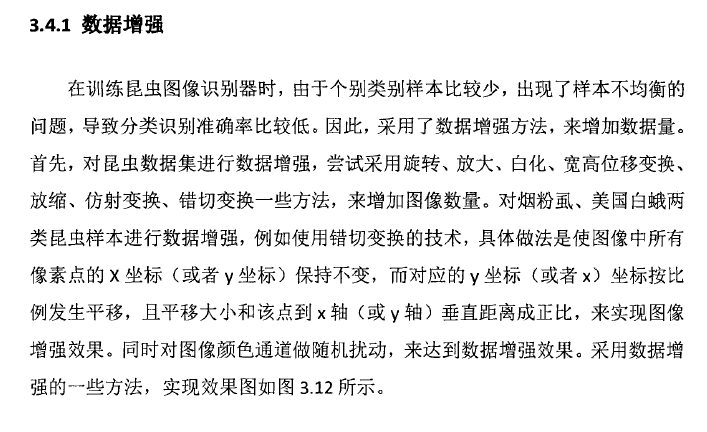 3.4.1 数据增强
在训练昆虫图像识别器时，由于个别类别样本比较少，出现了样本不均衡的
问题，导致分类识别准确率比较低。因此，采用了数据增强方法，来增加数据量。
首先，对昆虫数据集进行数据增强，尝试采用旋转、放大、白化、宽高位移变换、
放缩、仿射变换、错切变换一些方法，来增加图像数量。对烟粉虱、美国白蛾两
类昆虫样本进行数据增强，例如使用错切变换的技术，具体做法是使图像中所有
像素点的 X 坐标（或者 y 坐标）保持不变，而对应的 y 坐标（或者 x）坐标按比
例发生平移，且平移大小和该点到 x 轴（或 y 轴）垂直距离成正比，来实现图像
增强效果。同时对图像颜色通道做随机扰动，来达到数据增强效果。采用数据增
强的一些方法，实现效果图如图 3.12 所示。